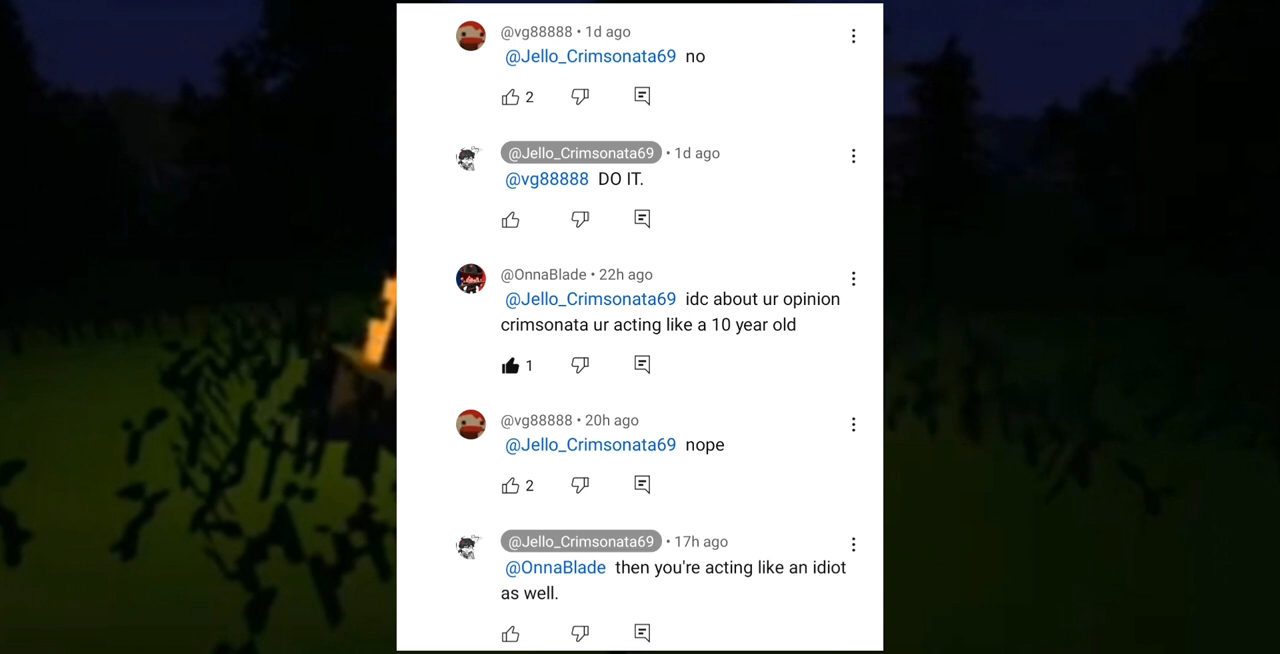 @vg88888 • 1d ago
@Jello_Crimsonata69 no
2
@Jello_Crimsonata69 • 1d ago
@vg88888 DO IT.
@OnnaBlade • 22h ago
@Jello_Crimsonata69 idc about ur opinion
crimsonata ur acting like a 10 year old
1
@vg88888 • 20h ago
@Jello_Crimsonata69 nope
2
@Jello_Crimsonata69 • 17h ago
@OnnaBlade then you're acting like an idiot
as well.